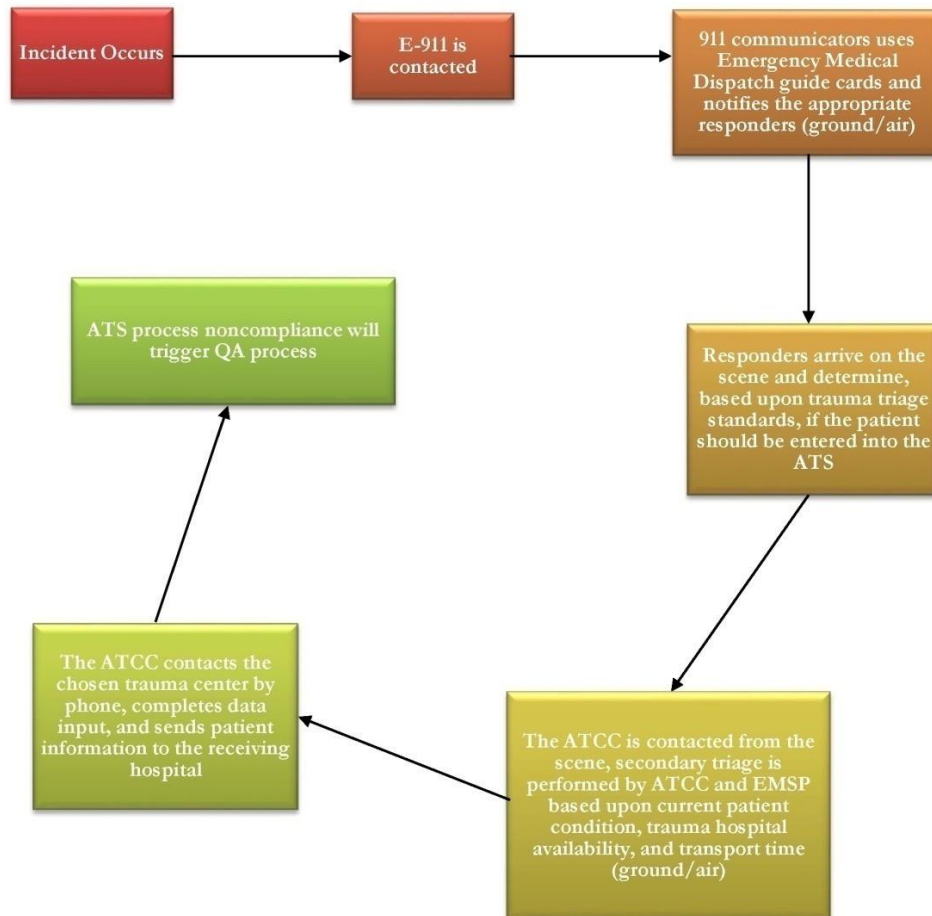 Incident Occurs
E-911 is
contacted
911 communicators uses
Emergency Medical
Dispatch guide cards and
notifies the appropriate
responders (ground/air)
Responders arrive on the
scene and determine,
based upon trauma triage
standards, if the patient
should be entered into the
ATS
The ATCC is contacted from the
scene, secondary triage is
performed by ATCC and EMSP
based upon current patient
condition, trauma hospital
availability, and transport time
(ground/air)
The ATCC contacts the
chosen trauma center by
phone, completes data
input, and sends patient
information to the receiving
hospital
ATS process noncompliance will
trigger QA process